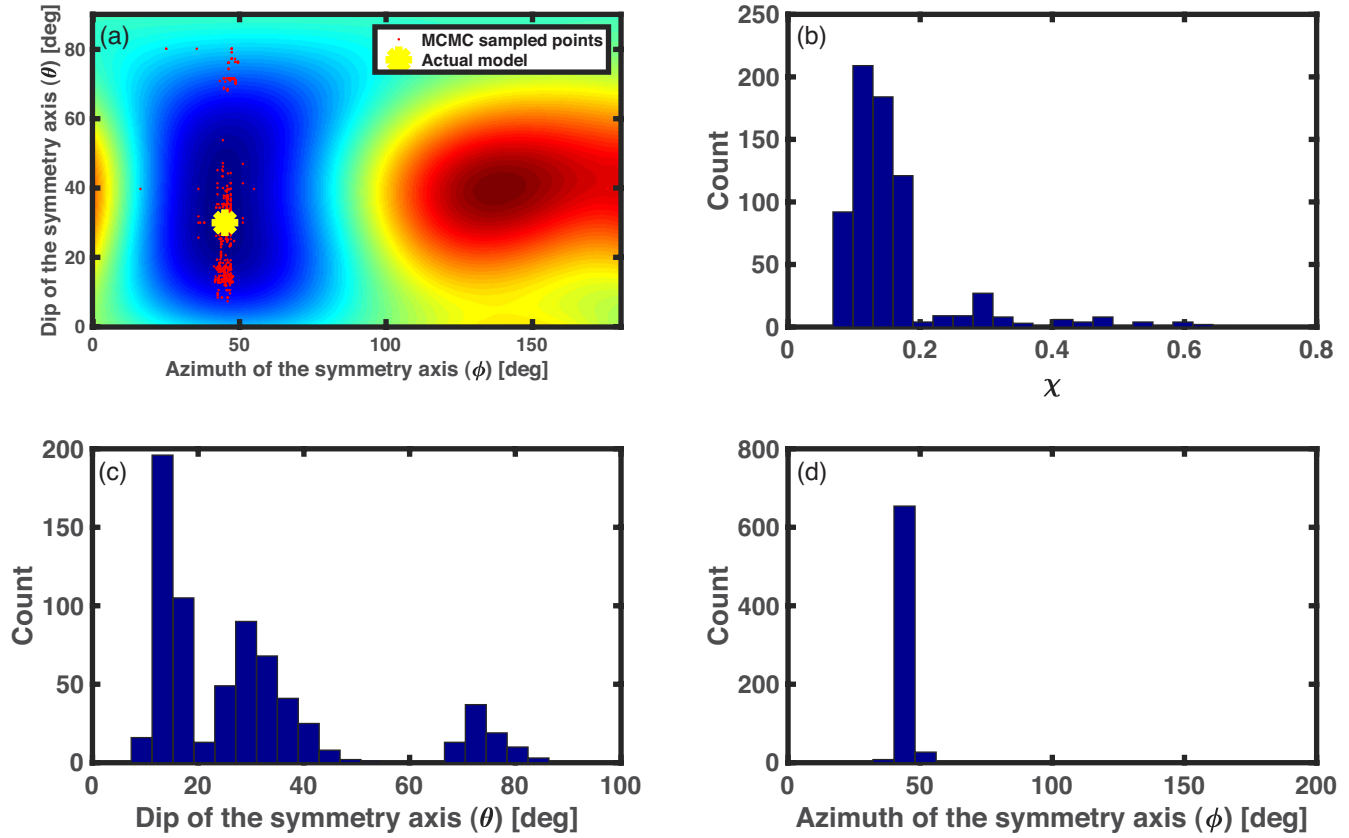 (a)
MCMC sampled points
Actual model
Dip of the symmetry axis (θ) [deg]
80
60
40
20
0
0 50 100 150
Azimuth of the symmetry axis (ϕ) [deg]
(b)
Count
250
200
150
100
50
0
0 0.2 0.4 0.6 0.8
χ
(c)
Count
200
150
100
50
0
0 20 40 60 80 100
Dip of the symmetry axis (θ) [deg]
(d)
Count
800
600
400
200
0
0 50 100 150 200
Azimuth of the symmetry axis (ϕ) [deg]